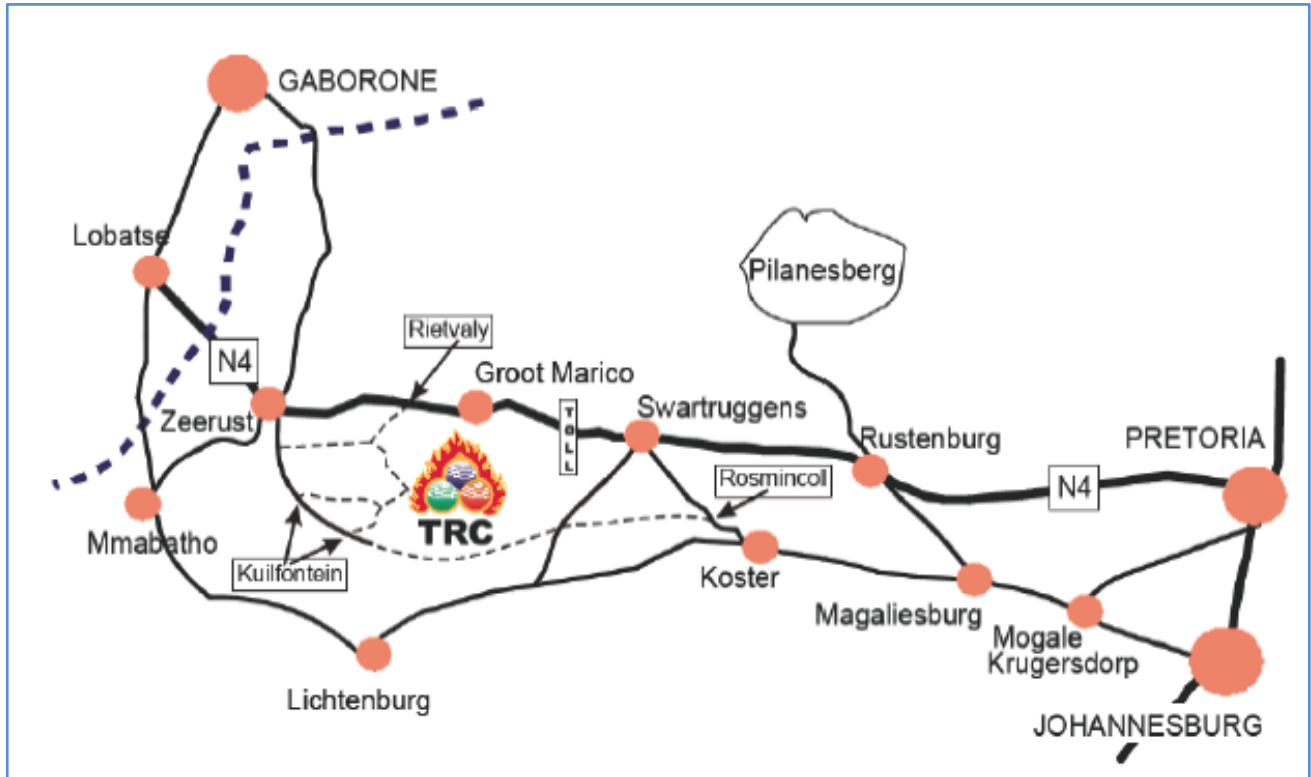 GABORONE
Lobatse
Pilanesberg
Rietvaly
N4
Groot Marico
Zeerust
TOLL
Swartruggens
Rustenburg
PRETORIA
Rosmincoll
N4
TRC
Mmabatho
Kuilfontein
Koster
Magaliesburg
Mogale
Krugersdorp
Lichtenburg
JOHANNESBURG